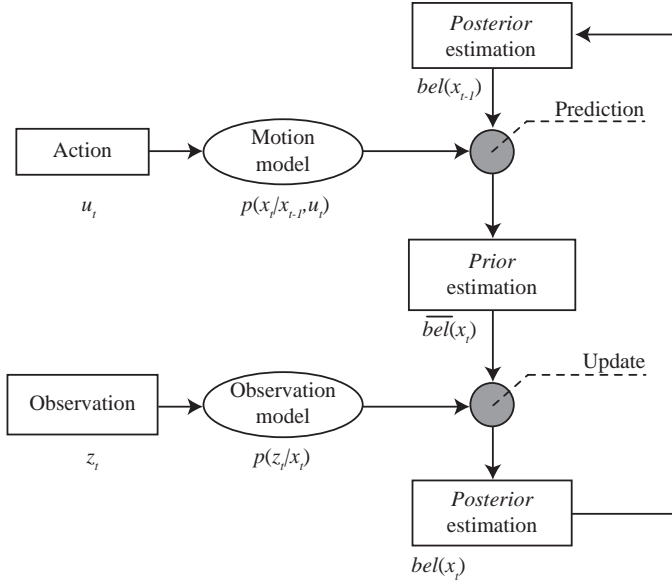 Posterior
estimation
bel(x_{t-1})
Prediction
Action
Motion
model
u_t
p(x_t/x_{t-1},u_t)
Prior
estimation
\overline{bel}(x_t)
Update
Observation
Observation
model
z_t
p(z_t/x_t)
Posterior
estimation
bel(x_t)